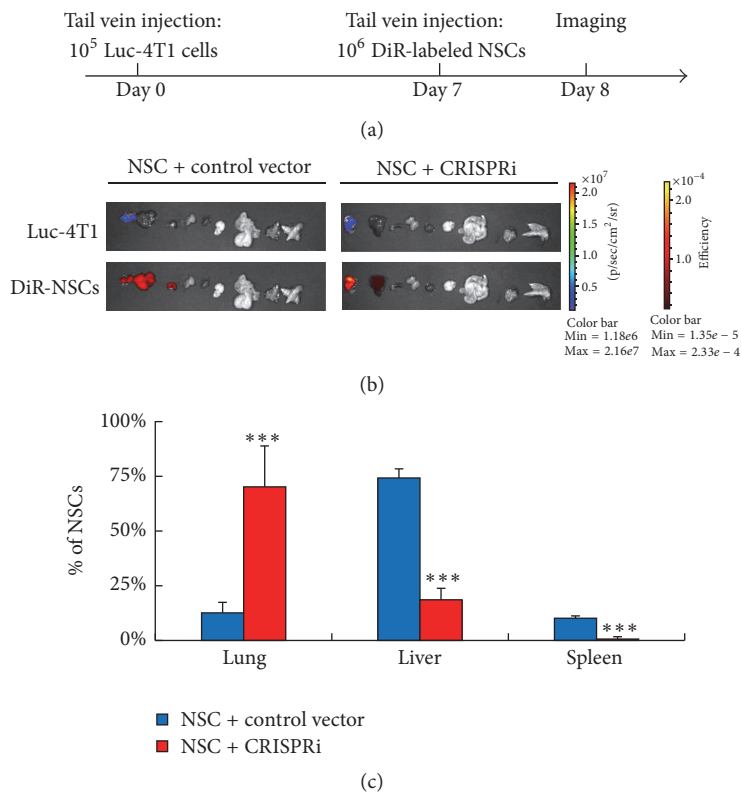 Tail vein injection:
10⁵ Luc-4T1 cells
Tail vein injection:
10⁶ DiR-labeled NSCs
Imaging
Day 0
Day 7
Day 8
(a)
NSC + control vector
NSC + CRISPRi
Luc-4T1
DiR-NSCs
×10⁷
2.0
1.5
1.0
0.5
(p/sec/cm²/sr)
Color bar
Min = 1.18e6
Max = 2.16e7
×10⁻⁴
2.0
1.0
Efficiency
Color bar
Min = 1.35e − 5
Max = 2.33e − 4
(b)
100%
75%
50%
25%
0%
% of NSCs
***
***
***
Lung
Liver
Spleen
NSC + control vector
NSC + CRISPRi
(c)